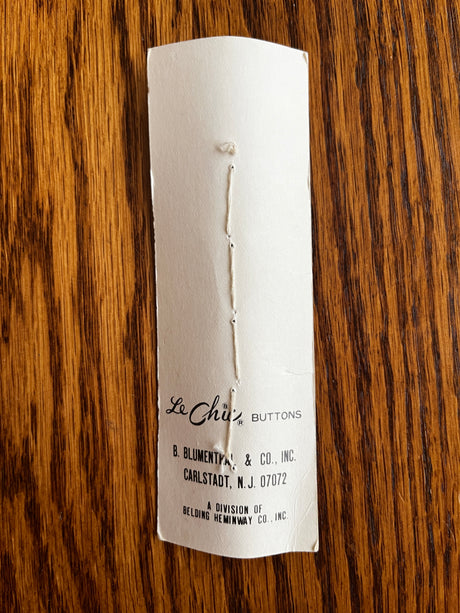 Le Chic® BUTTONS
B. BLUMENTHAL & CO., INC.
CARLSTADT, N.J. 07072
A DIVISION OF
BELDING HEMINWAY CO., INC.